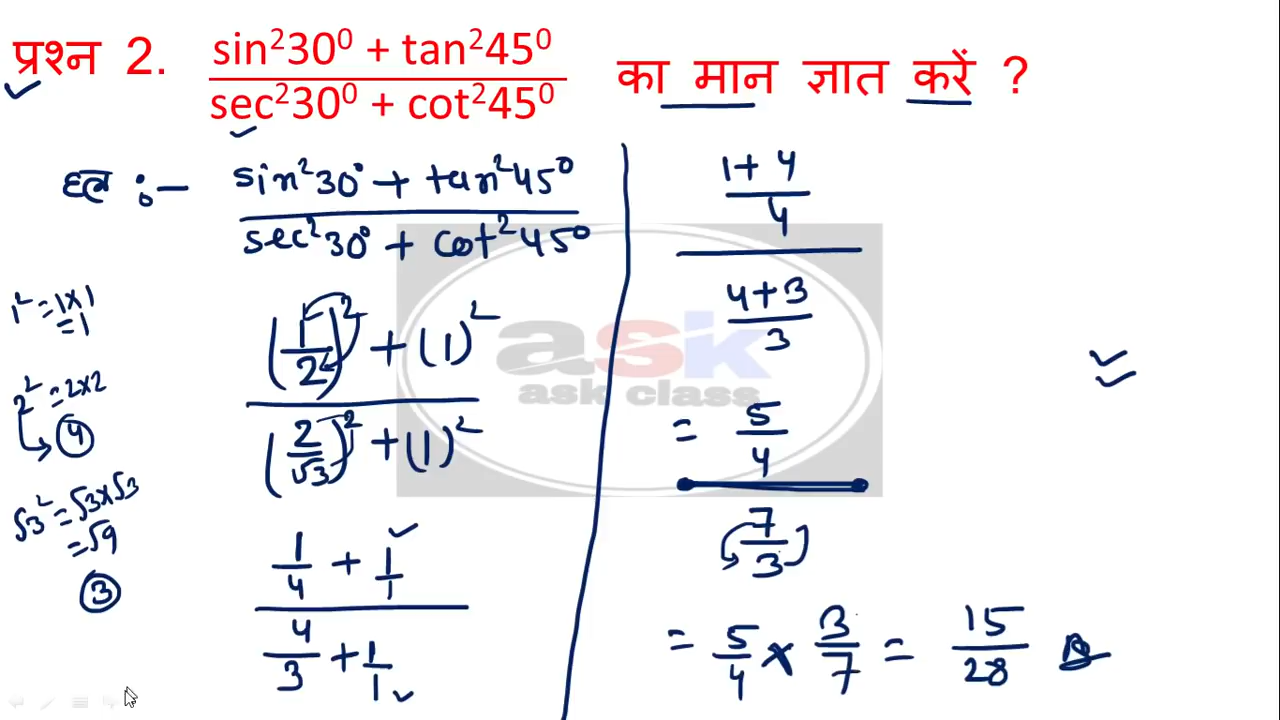 प्रश्न 2. sin²30⁰ + tan²45⁰ / sec²30⁰ + cot²45⁰ का मान ज्ञात करें ?
हल :- sin²30° + tan²45⁰
sec²30° + cot²45⁰
1² = 1×1
= 1
2² = 2×2
→ 4
√3² = √3×√3
= √9
3
(1/2)² + (1)²
(2/√3)² + (1)²
1/4 + 1/1
4/3 + 1/1
1+4
4
4+3
3
= 5/4
7/3
= 5/4 × 3/7 = 15/28
ask
ask class